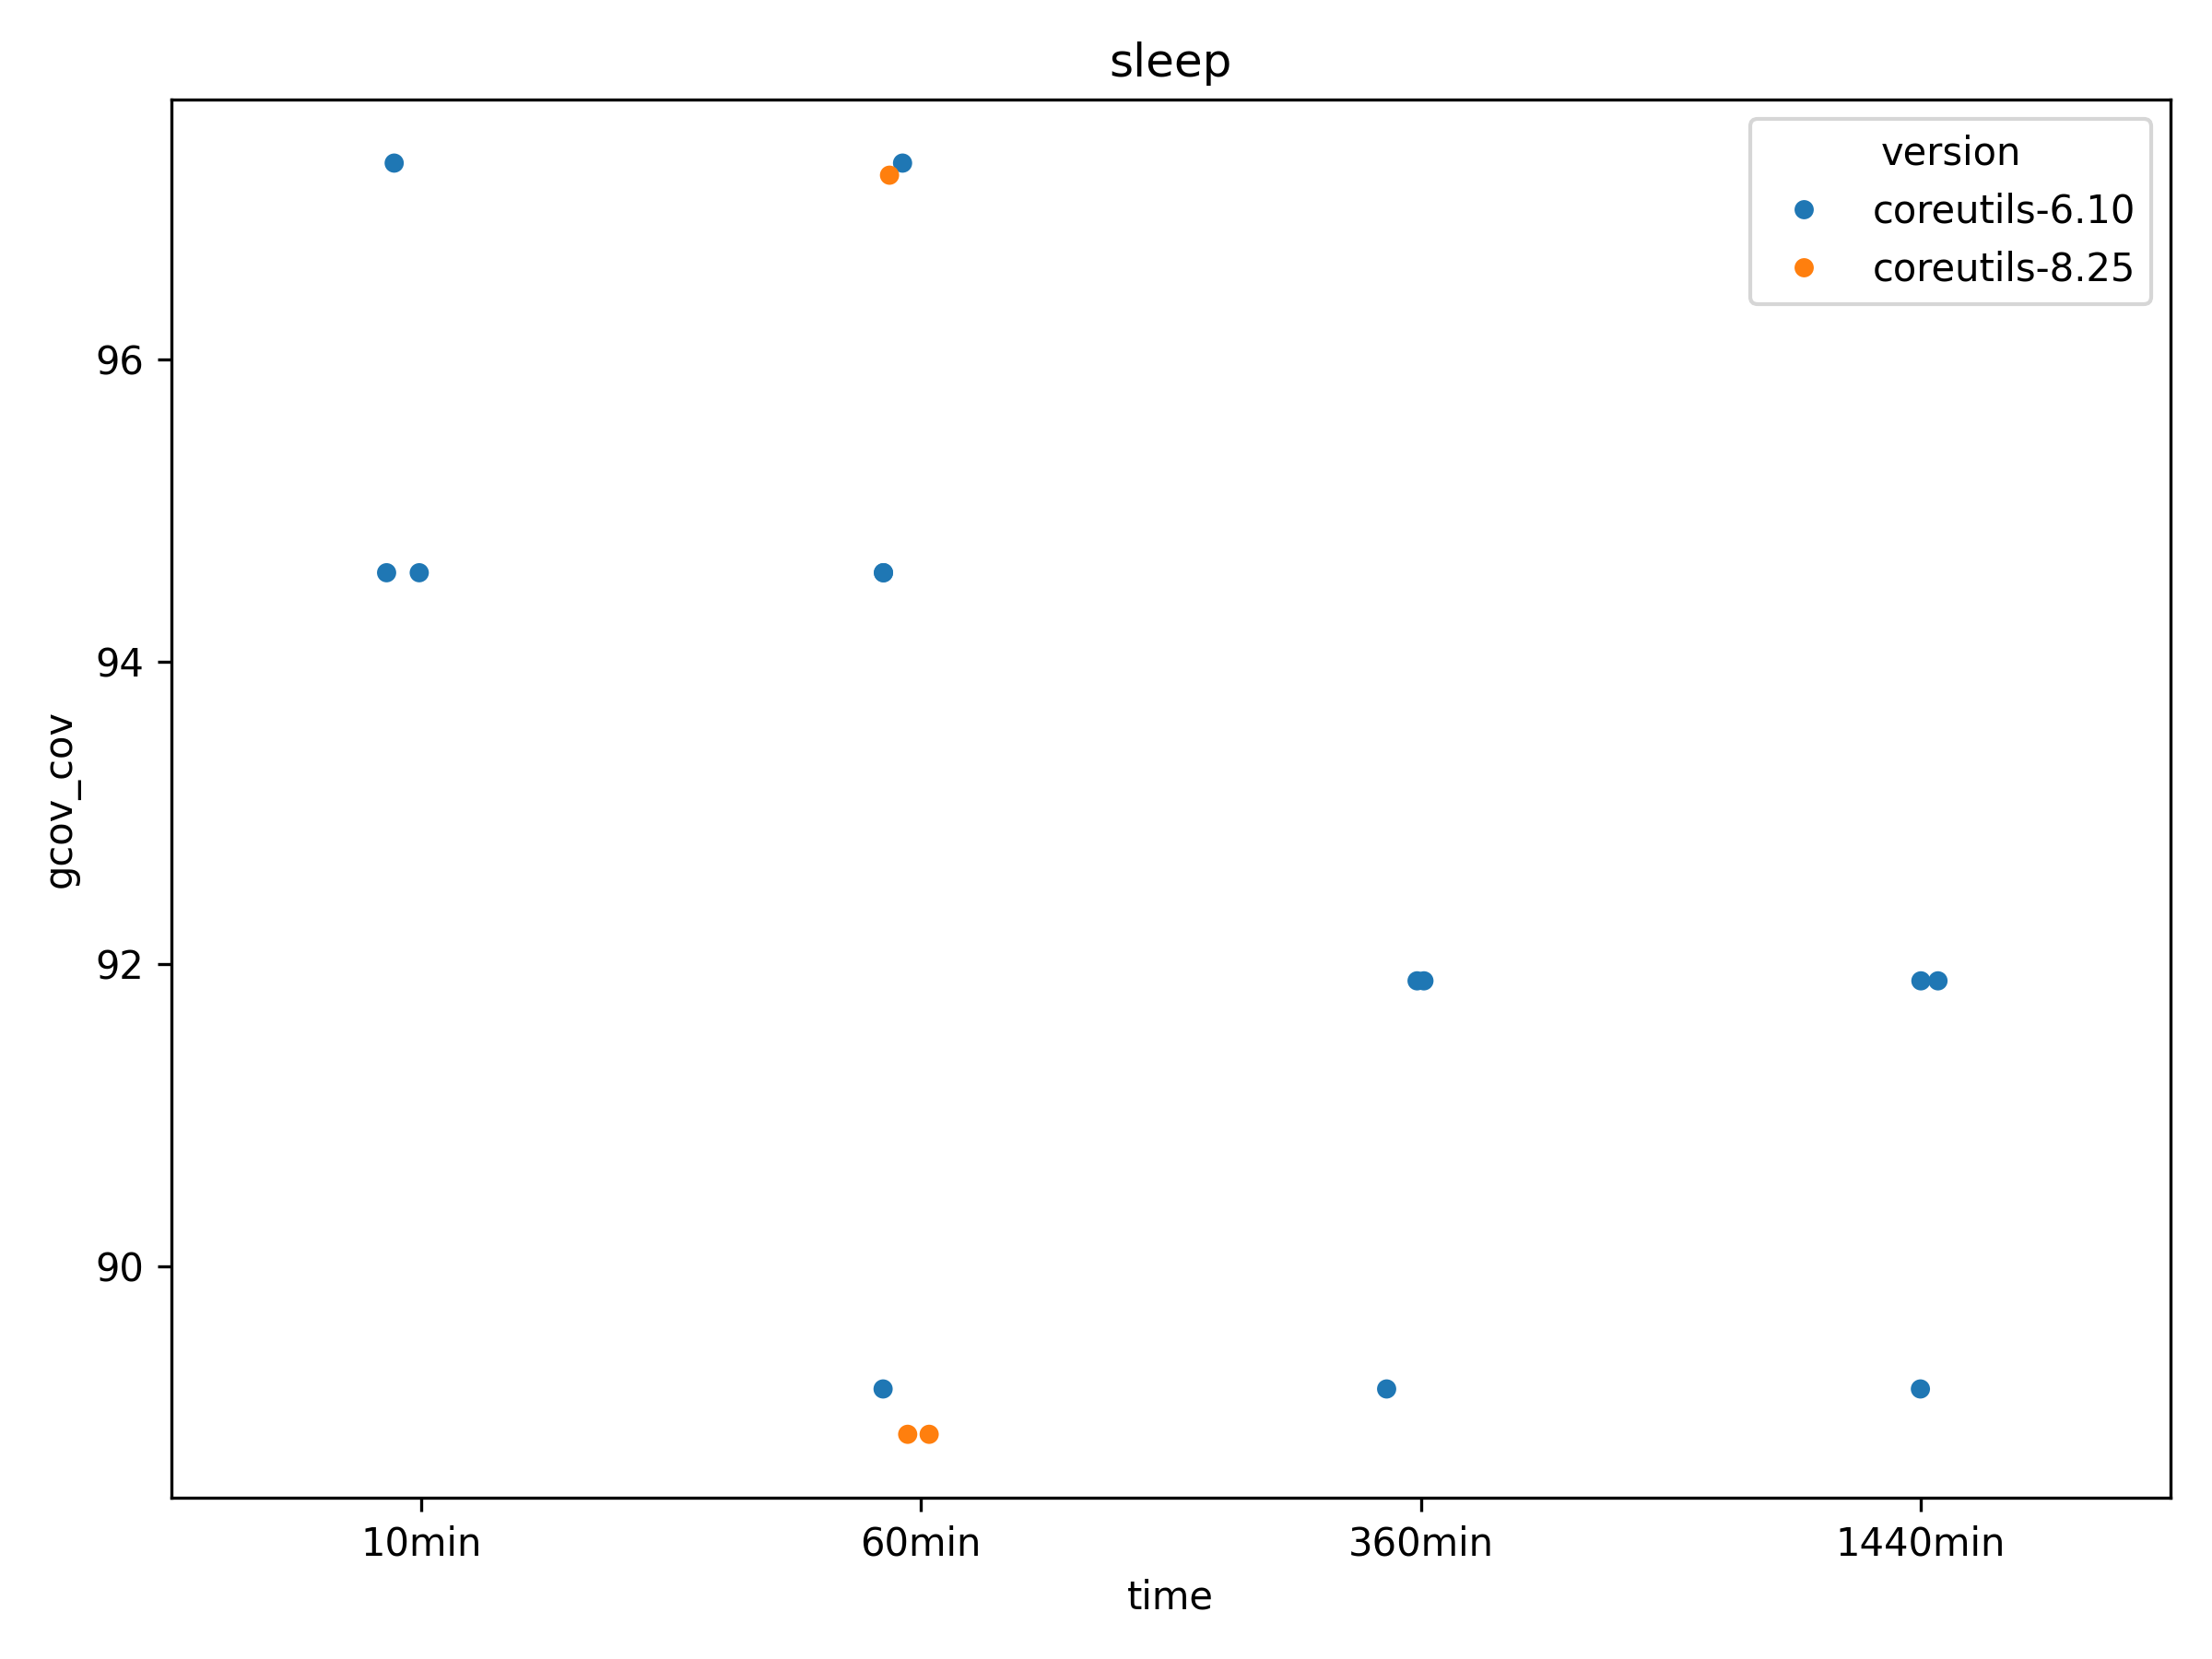 sleep
version
coreutils-6.10
coreutils-8.25
96
94
92
90
gcov_cov
10min
60min
360min
1440min
time